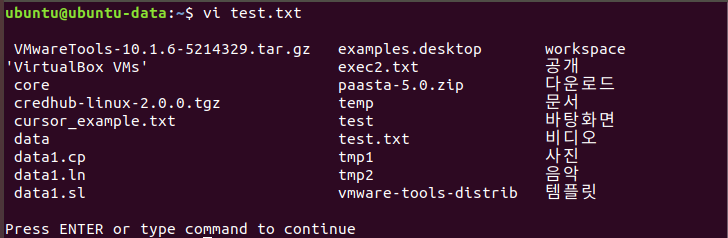 ubuntu@ubuntu-data:~$ vi test.txt
VMwareTools-10.1.6-5214329.tar.gz examples.desktop workspace
'VirtualBox VMs' exec2.txt 공개
core paasta-5.0.zip 다운로드
credhub-linux-2.0.0.tgz temp 문서
cursor_example.txt test 바탕화면
data test.txt 비디오
data1.cp tmp1 사진
data1.ln tmp2 음악
data1.sl vmware-tools-distrib 템플릿
Press ENTER or type command to continue